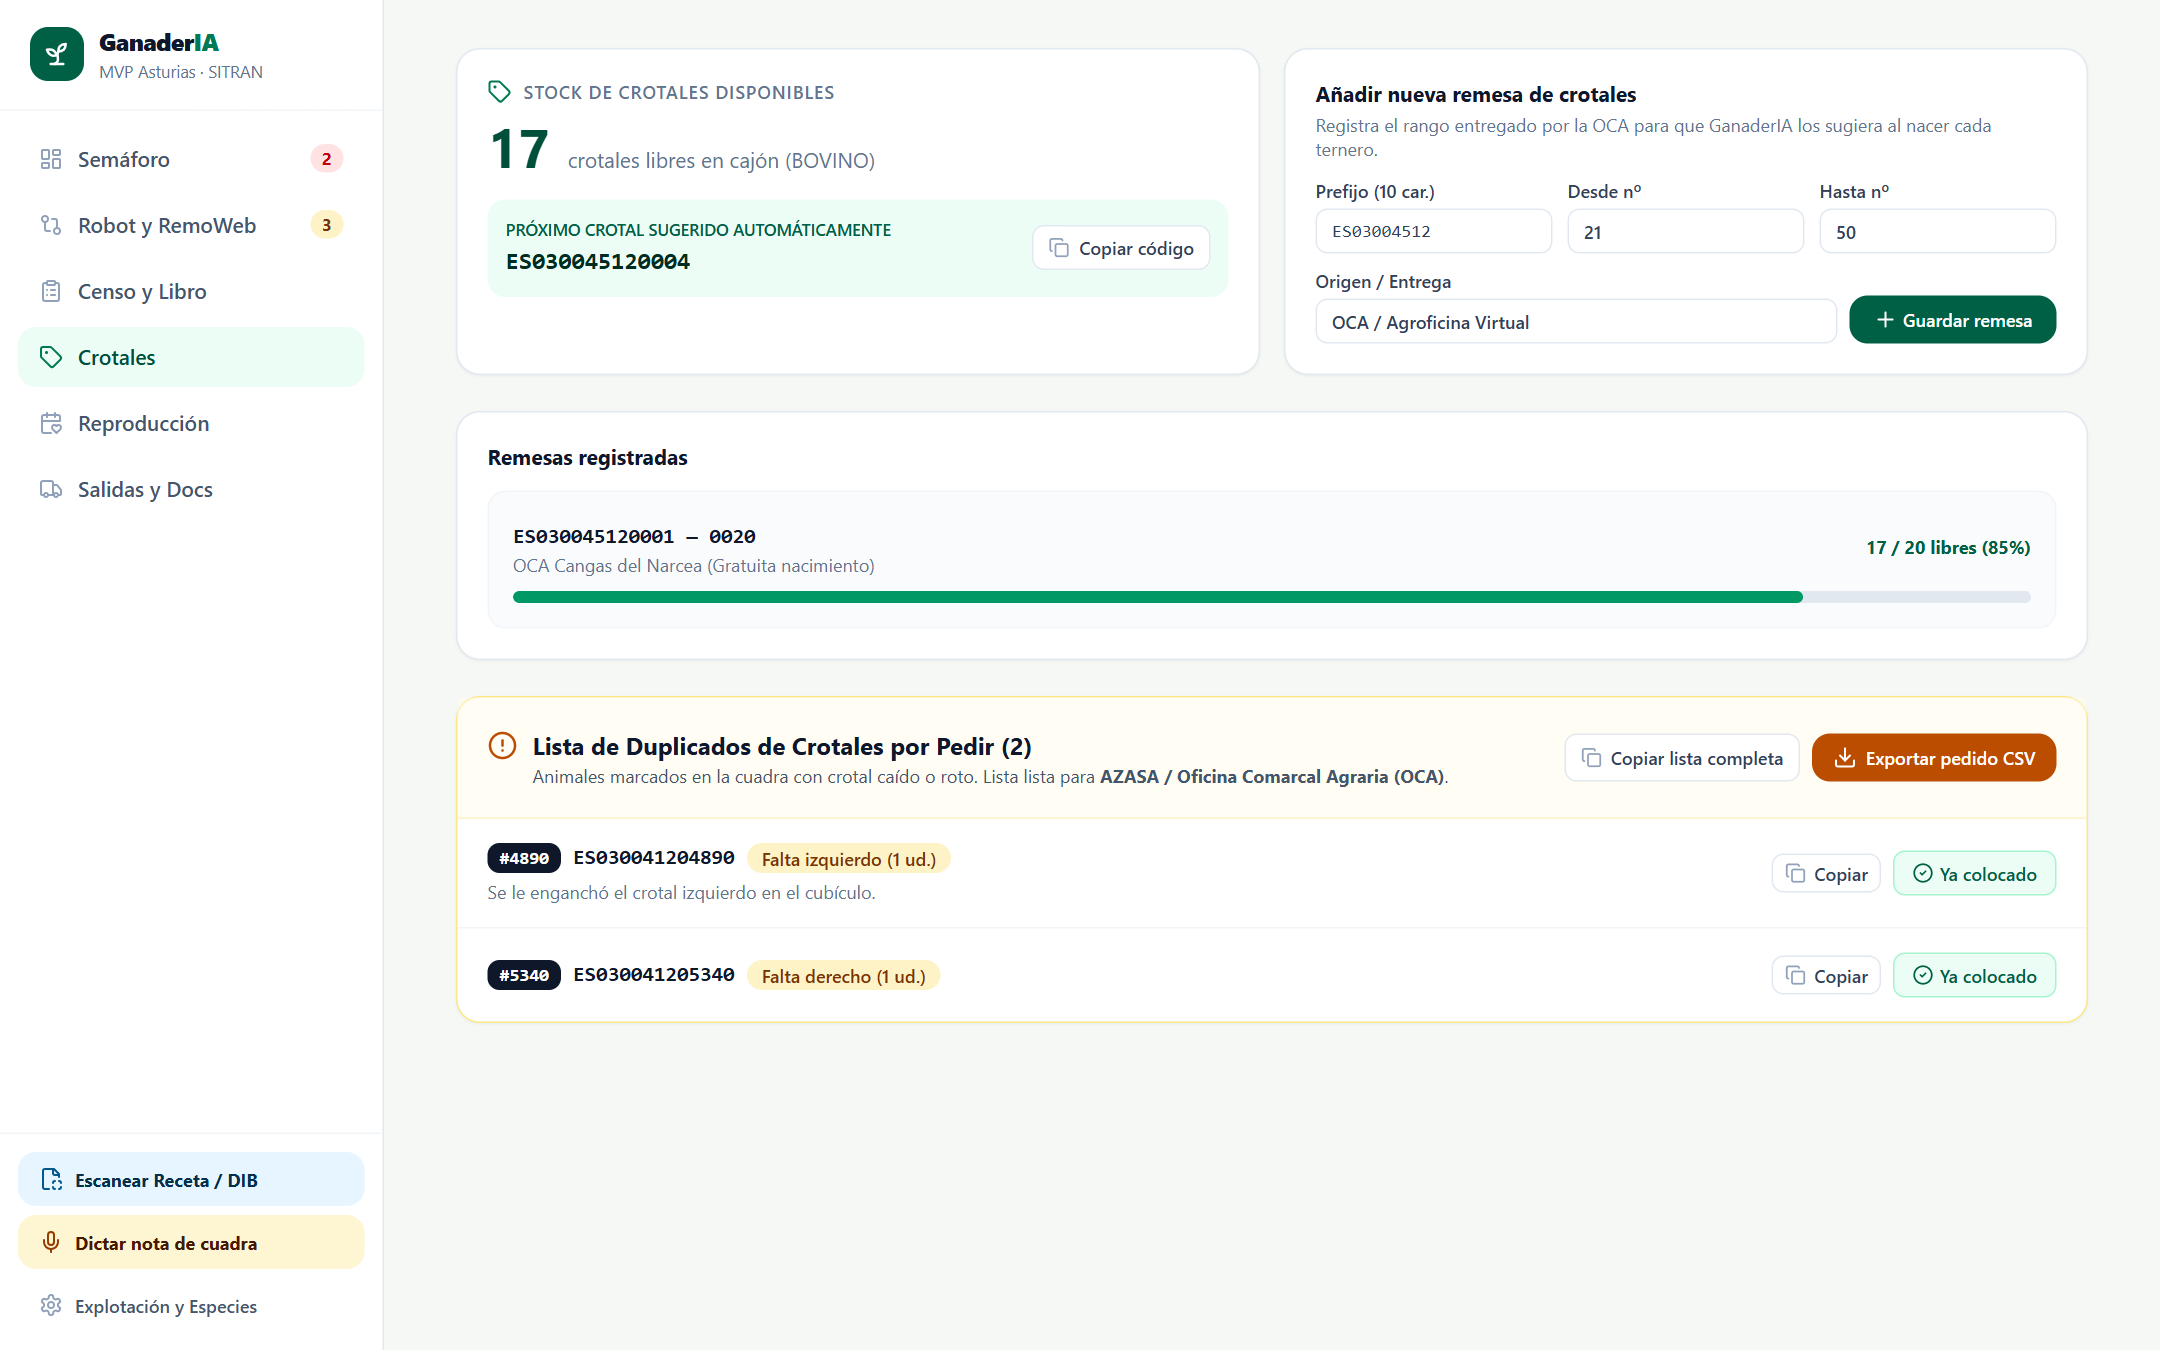 GanaderIA
MVP Asturias · SITRAN
Semáforo
2
Robot y RemoWeb
3
Censo y Libro
Crotales
Reproducción
Salidas y Docs
Escanear Receta / DIB
Dictar nota de cuadra
Explotación y Especies
STOCK DE CROTALES DISPONIBLES
17 crotales libres en cajón (BOVINO)
PRÓXIMO CROTAL SUGERIDO AUTOMÁTICAMENTE
ES030045120004
Copiar código
Añadir nueva remesa de crotales
Registra el rango entregado por la OCA para que GanaderIA los sugiera al nacer cada
ternero.
Prefijo (10 car.)
Desde nº
Hasta nº
ES03004512
21
50
Origen / Entrega
OCA / Agroficina Virtual
Guardar remesa
Remesas registradas
ES030045120001 — 0020
OCA Cangas del Narcea (Gratuita nacimiento)
17 / 20 libres (85%)
Lista de Duplicados de Crotales por Pedir (2)
Animales marcados en la cuadra con crotal caído o roto. Lista lista para AZASA / Oficina Comarcal Agraria (OCA).
Copiar lista completa
Exportar pedido CSV
#4890 ES030041204890 Falta izquierdo (1 ud.)
Se le enganchó el crotal izquierdo en el cubículo.
Copiar
Ya colocado
#5340 ES030041205340 Falta derecho (1 ud.)
Copiar
Ya colocado